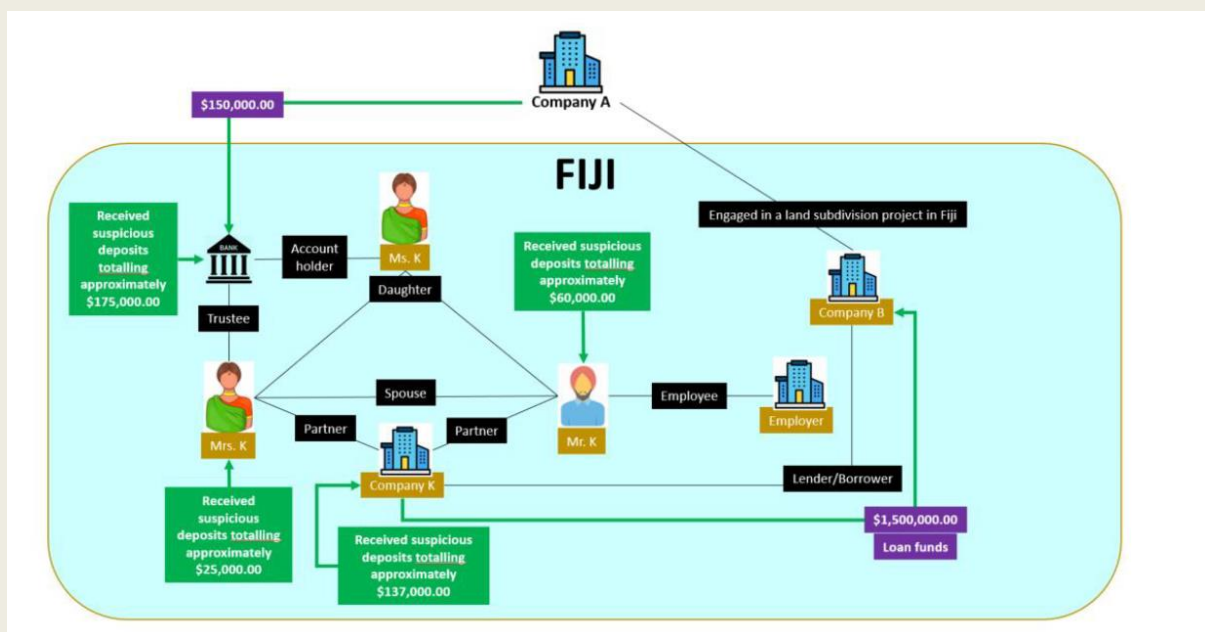 Company A
$150,000.00
FIJI
Engaged in a land subdivision project in Fiji
Received
suspicious
deposits
totalling
approximately
$175,000.00
BANK
Account
holder
Ms. K
Daughter
Received suspicious
deposits totalling
approximately
$60,000.00
Company B
Trustee
Spouse
Employee
Employer
Mrs. K
Partner
Partner
Mr. K
Company K
Lender/Borrower
Received
suspicious
deposits totalling
approximately
$25,000.00
Received suspicious
deposits totalling
approximately
$137,000.00
$1,500,000.00
Loan funds